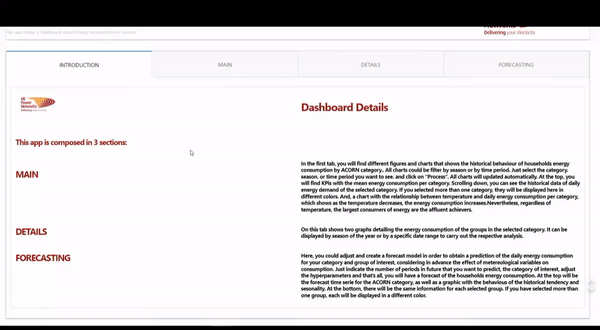 This app shows a Dashboard about Energy consumption in London
Networks
Delivering your electricity
INTRODUCTION
MAIN
DETAILS
FORECASTING
UK
Power
Networks
Dashboard Details
This app is composed in 3 sections:
MAIN
In the first tab, you will find different figures and charts that shows the historical behaviour of households energy
consumption by ACORN category. All charts could be filter by season or by time period. Just select the category,
season. or time period you want to see. and click on "Process". All charts will updated automatically. At the top, you
will find KPIs with the mean energy consumption per category. Scrolling down, you can see the historical data of daily
energy demand of the selected category. If you selected more than one category, they will be displayed here in
different colors. And, a chart with the relationship between temperature and daily energy consumption per category,
which shows as the temperature decreases, the energy consumption increases.Nevertheless, regardless of
temperature, the largest consumers of energy are the affluent achievers.
DETAILS
On this tab shows two graphs detailing the energy consumption of the groups in the selected category. It can be
displayed by season of the year or by a specific date range to carry out the respective analysis.
FORECASTING
Here, you could adjust and create a forecast model in order to obtain a prediction of the daily energy consumption
for your category and group of interest, considering in advance the effect of metereological variables on
consumption. Just indicate the number of periods in future that you want to predict, the category of interest, adjust
the hyperparameters and that's all, you will have a forecast of the households energy consumption. At the top will be
the forecast time serie for the ACORN category, as well as a graphic with the behaviour of the historical tendency and
sesonality. At the bottom, there will be the same information for each selected group. If you have selected more than
one group, each will be displayed in a different color.